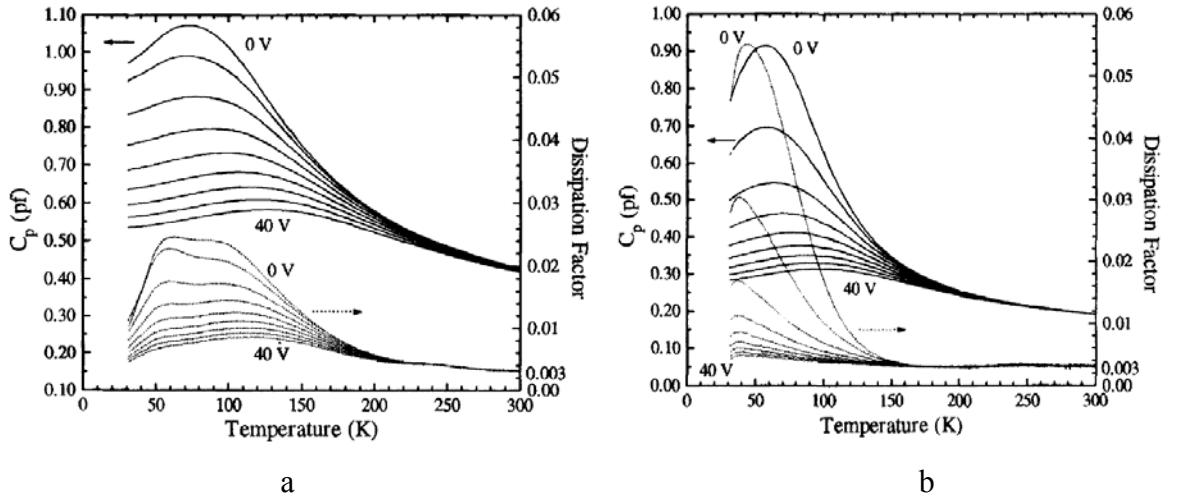 1.10
1.00
0.90
0.80
0.70
0.60
0.50
0.40
0.30
0.20
0.10
C_p (pf)
0 V
40 V
0 V
40 V
0.06
0.05
0.04
0.03
0.02
0.01
0.003
0.00
Dissipation Factor
0 50 100 150 200 250 300
Temperature (K)
a
1.00
0.90
0.80
0.70
0.60
0.50
0.40
0.30
0.20
0.10
0.00
C_p (pf)
0 V
0 V
40 V
40 V
0.06
0.05
0.04
0.03
0.02
0.01
0.003
0.00
Dissipation Factor
0 50 100 150 200 250 300
Temperature (K)
b